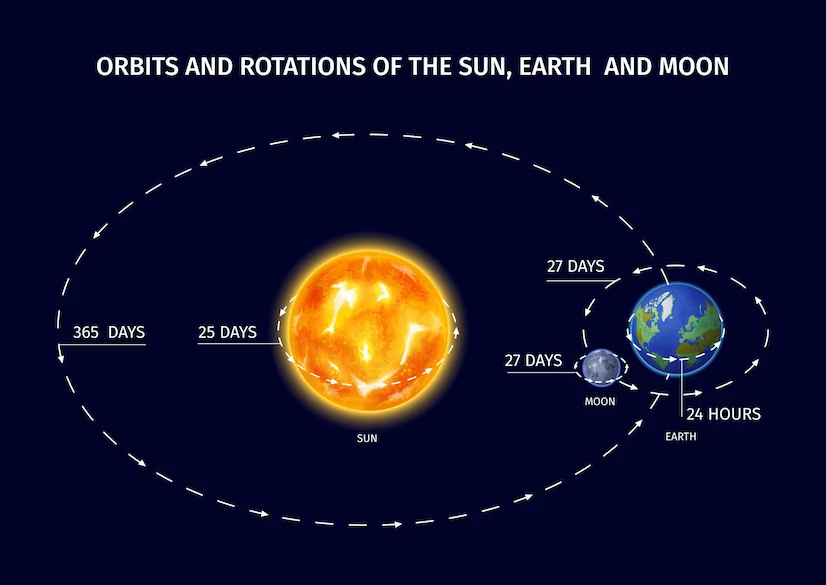 ORBITS AND ROTATIONS OF THE SUN, EARTH AND MOON
27 DAYS
365 DAYS
25 DAYS
27 DAYS
MOON
24 HOURS
SUN
EARTH